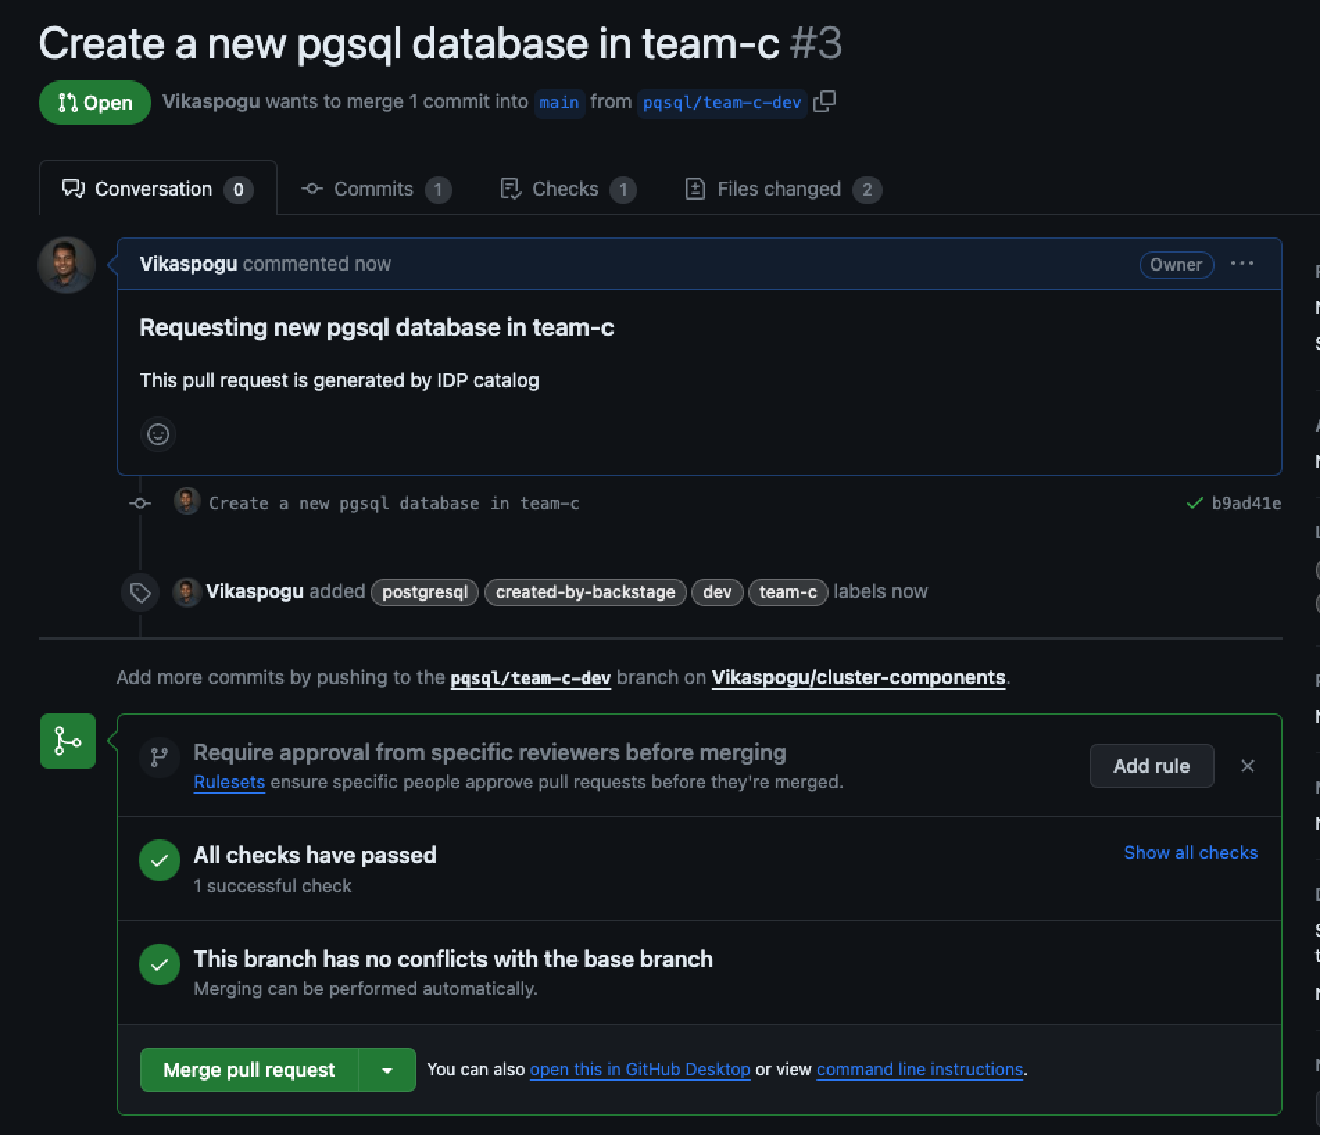 Create a new pgsql database in team-c #3
Open Vikaspogu wants to merge 1 commit into main from pqsql/team-c-dev
Conversation 0 Commits 1 Checks 1 Files changed 2
Vikaspogu commented now Owner ...
Requesting new pgsql database in team-c
This pull request is generated by IDP catalog
Create a new pgsql database in team-c b9ad41e
Vikaspogu added postgresql created-by-backstage dev team-c labels now
Add more commits by pushing to the pqsql/team-c-dev branch on Vikaspogu/cluster-components.
Require approval from specific reviewers before merging
Rulesets ensure specific people approve pull requests before they're merged.
Add rule
All checks have passed
Show all checks
1 successful check
This branch has no conflicts with the base branch
Merging can be performed automatically.
Merge pull request You can also open this in GitHub Desktop or view command line instructions.